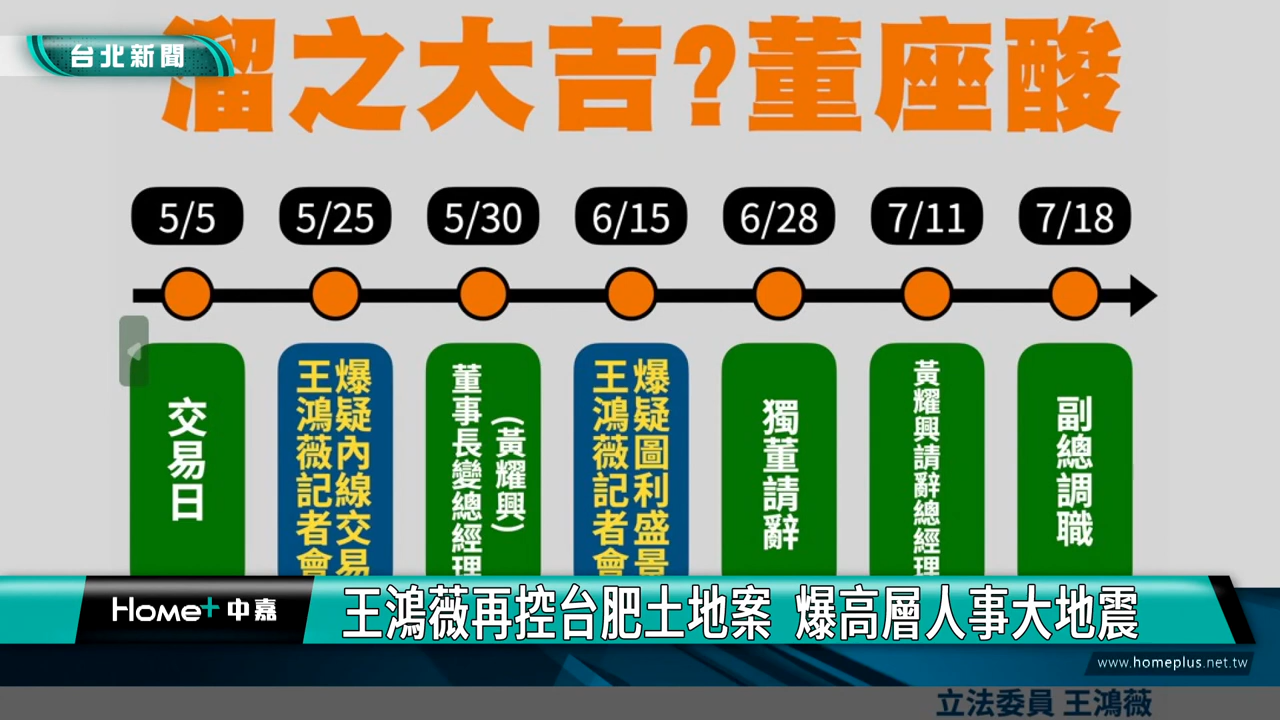 台北新聞
溜之大吉?董座酸
5/5
5/25
5/30
6/15
6/28
7/11
7/18
交易日
王鴻薇記者會
爆疑內線交易
董事長變總經理
(黃耀興)
王鴻薇記者會
爆疑圖利盛景
獨董請辭
黃耀興請辭總經理
副總調職
Home+中嘉
王鴻薇再控台肥土地案 爆高層人事大地震
www.homeplus.net.tw
立法委員 王鴻薇